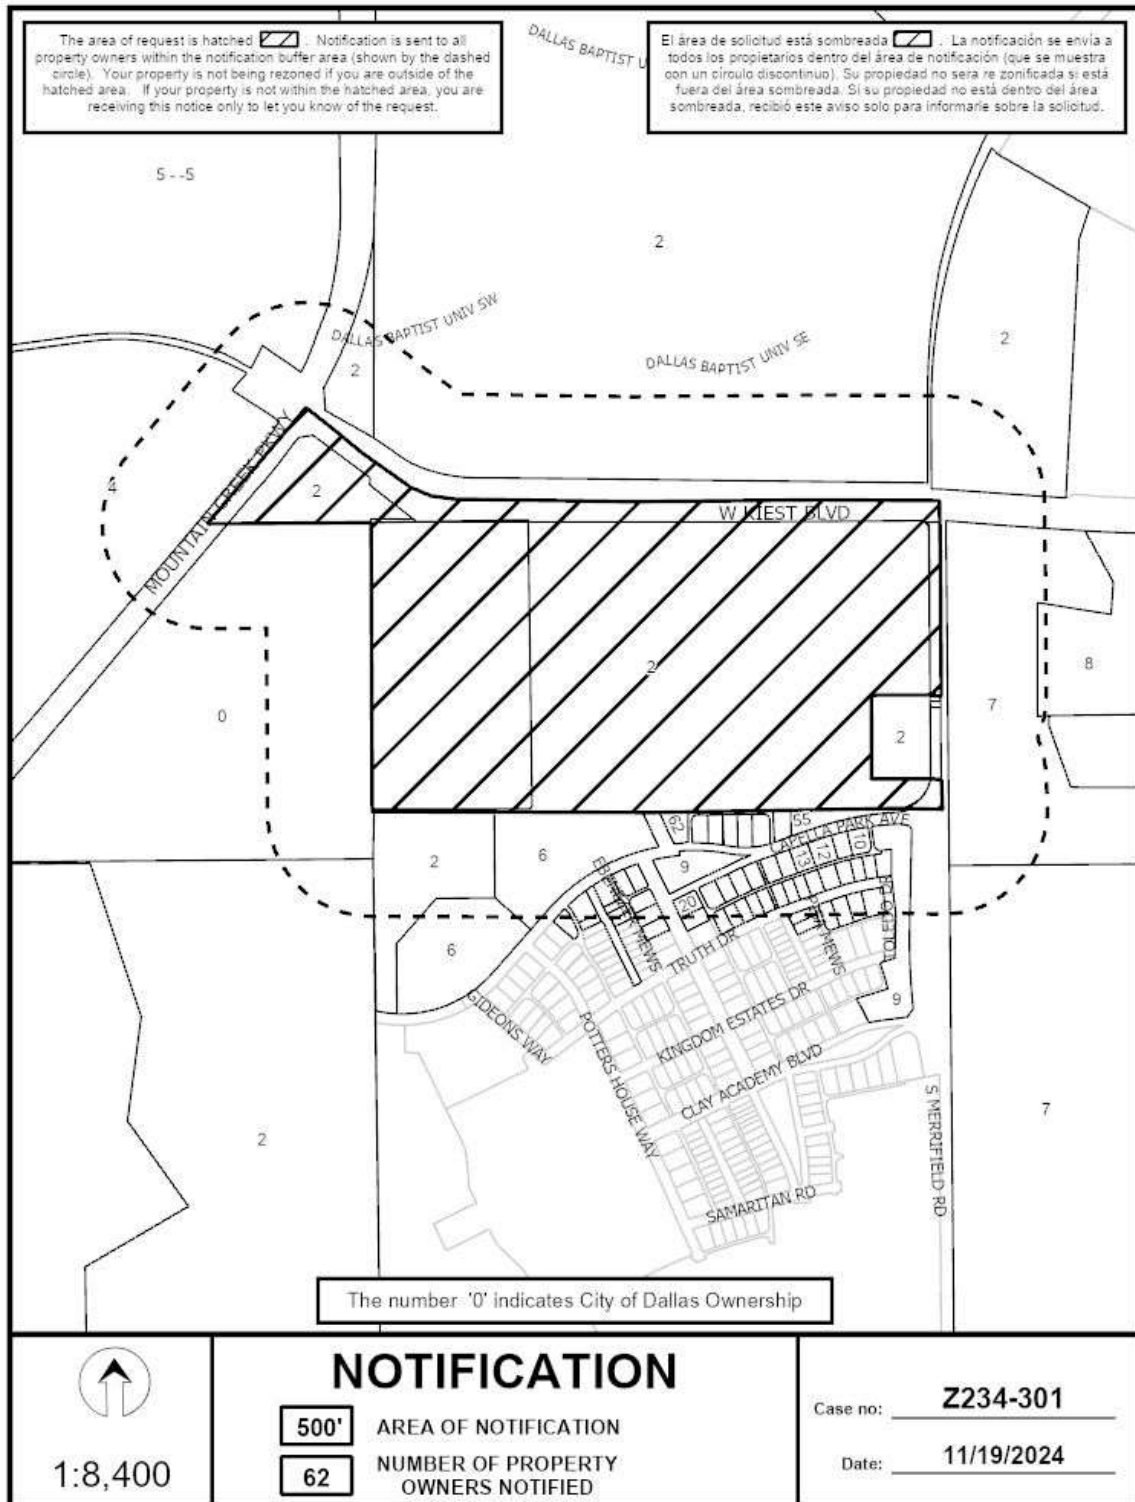 The area of request is hatched . Notification is sent to all
property owners within the notification buffer area (shown by the dashed
circle). Your property is not being rezoned if you are outside of the
hatched area. If your property is not within the hatched area, you are
receiving this notice only to let you know of the request.
El área de solicitud está sombreada . La notificación se envía a
todos los propietarios dentro del área de notificación (que se muestra
con un círculo discontinuo). Su propiedad no sera re zonificada si está
fuera del área sombreada. Si su propiedad no está dentro del área
sombreada, recibió este aviso solo para informarle sobre la solicitud.
DALLAS BAPTIST U
5 - -5
2
DALLAS BAPTIST UNIV SW
DALLAS BAPTIST UNIV SE
2
2
MOUNTAIN CREEK PKWY
4
2
W KIEST BLVD
2
8
0
7
2
62
55
CAPELLA PARK AVE
2
6
9
13
12
10
20
MEWS
MEWS
TRUTH DR
6
9
GIDEONS WAY
KINGDOM ESTATES DR
POTTERS HOUSE WAY
CLAY ACADEMY BLVD
S MERRIFIELD RD
7
2
SAMARITAN RD
The number '0' indicates City of Dallas Ownership
1:8,400
NOTIFICATION
500' AREA OF NOTIFICATION
62 NUMBER OF PROPERTY
OWNERS NOTIFIED
Case no: Z234-301
Date: 11/19/2024